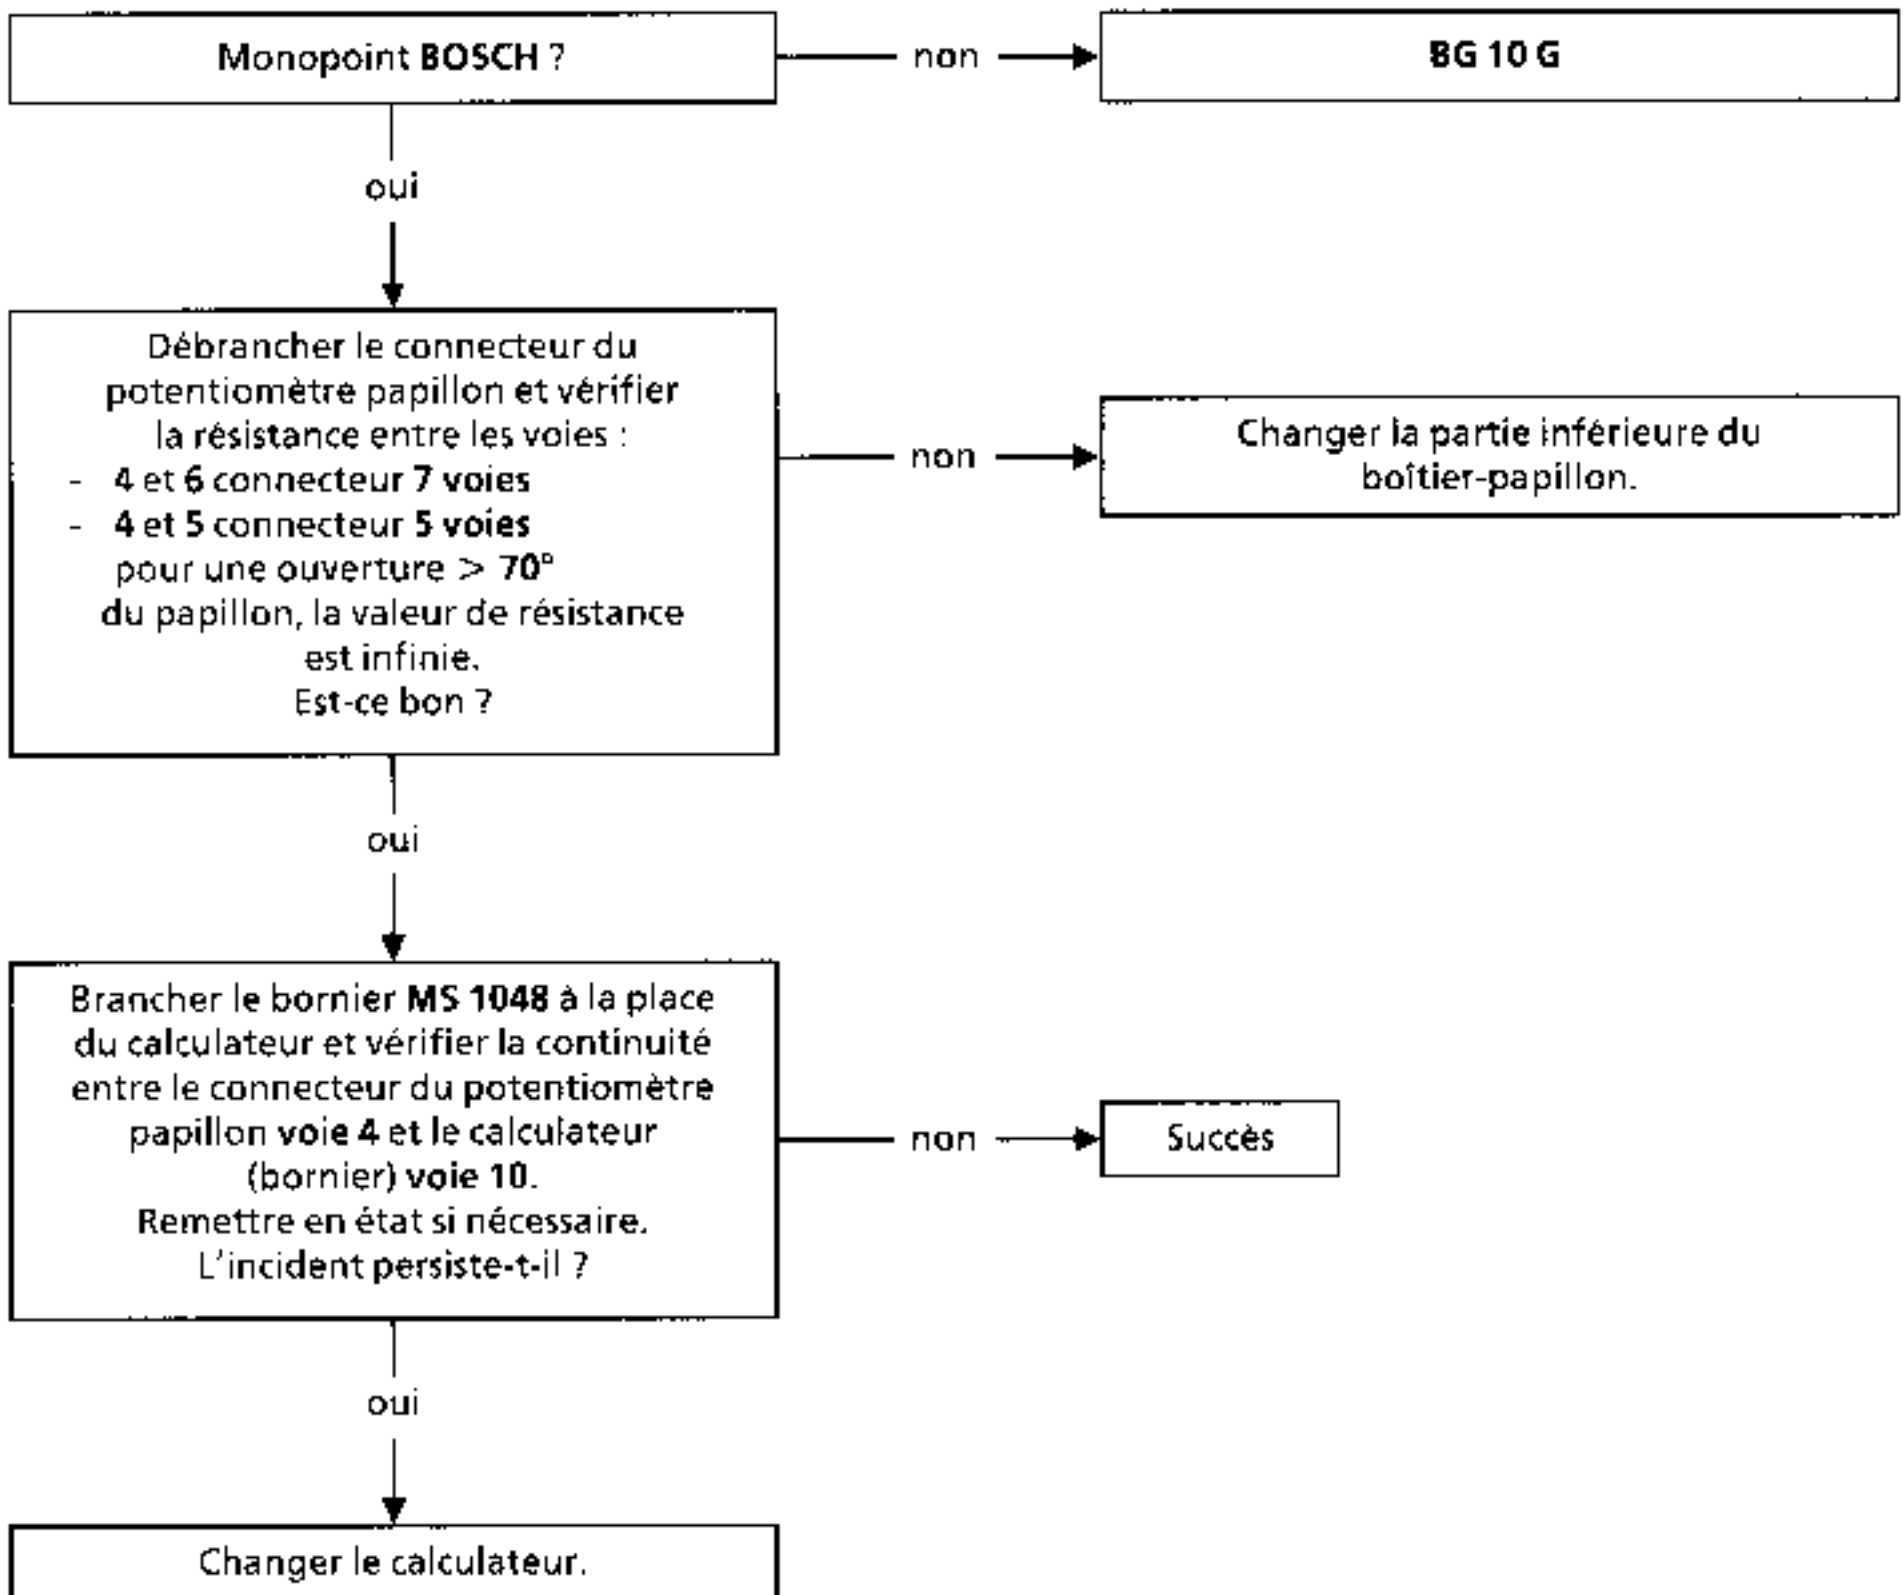 Monopoint BOSCH ?
non
BG 10 G
oui
Débrancher le connecteur du
potentiomètre papillon et vérifier
la résistance entre les voies :
- 4 et 6 connecteur 7 voies
- 4 et 5 connecteur 5 voies
pour une ouverture > 70°
du papillon, la valeur de résistance
est infinie.
Est-ce bon ?
non
Changer la partie inférieure du
boîtier-papillon.
oui
Brancher le bornier MS 1048 à la place
du calculateur et vérifier la continuité
entre le connecteur du potentiomètre
papillon voie 4 et le calculateur
(bornier) voie 10.
Remettre en état si nécessaire.
L'incident persiste-t-il ?
non
Succès
oui
Changer le calculateur.